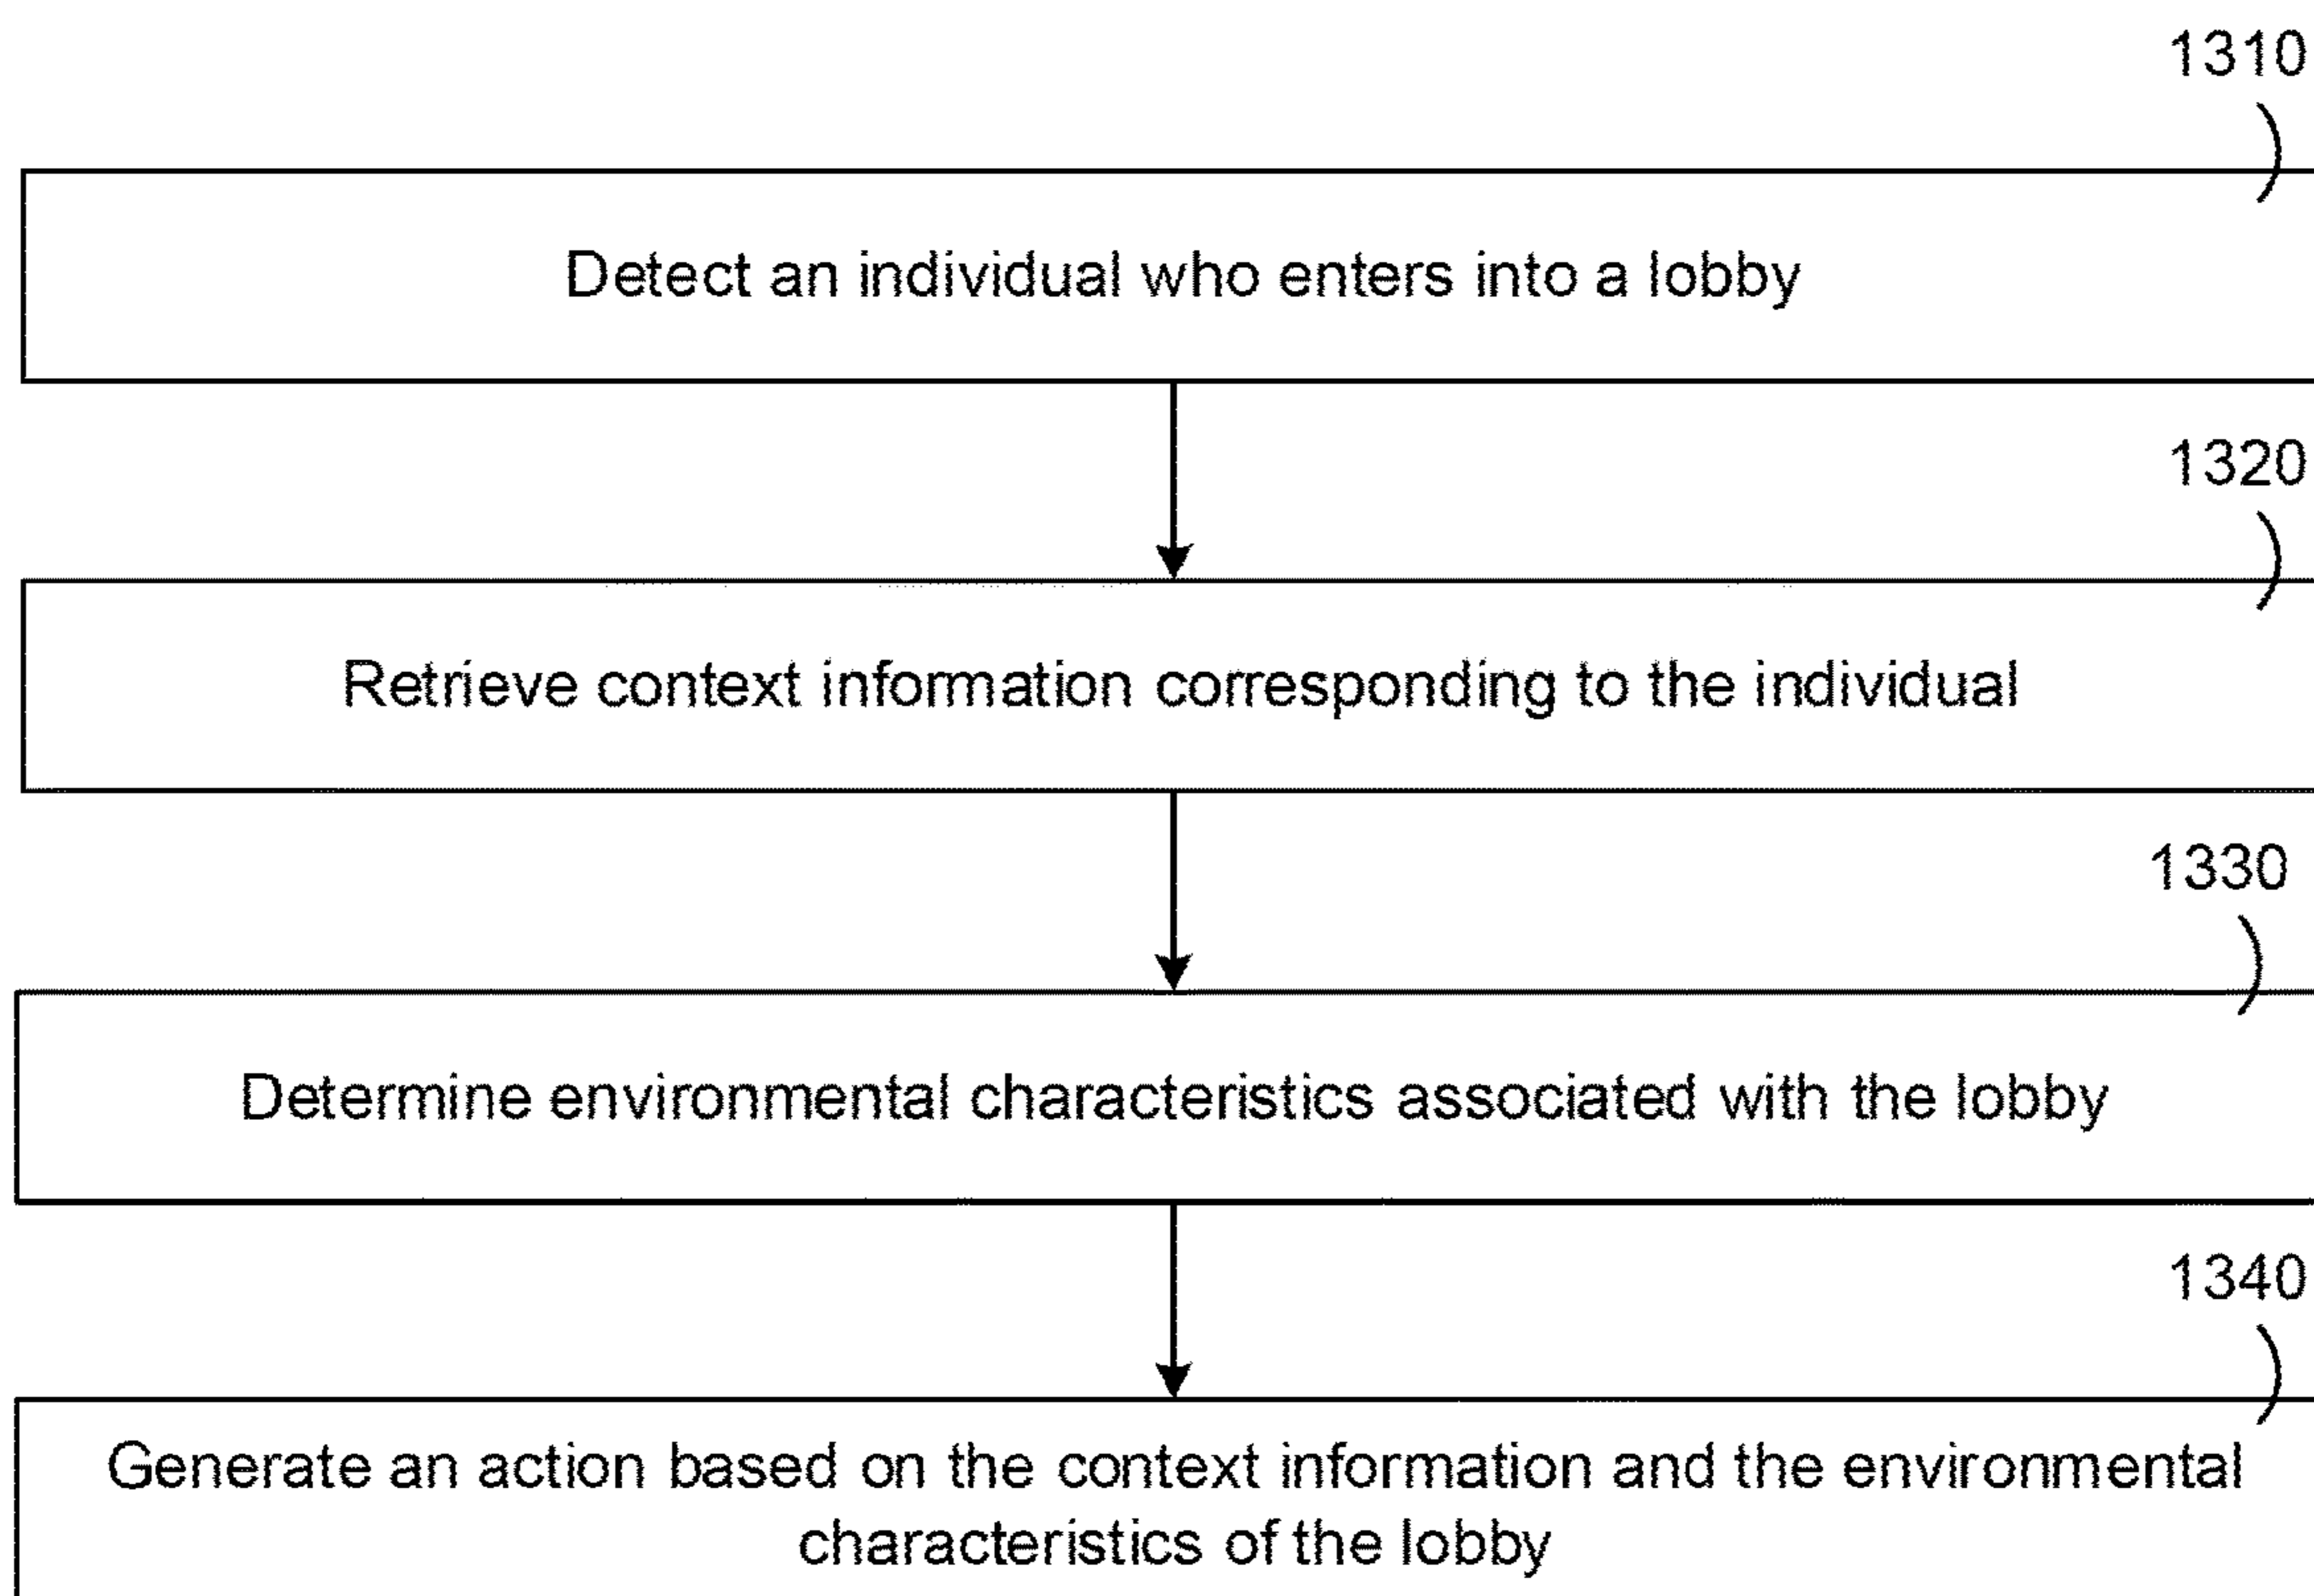 1310
Detect an individual who enters into a lobby
1320
Retrieve context information corresponding to the individual
1330
Determine environmental characteristics associated with the lobby
1340
Generate an action based on the context information and the environmental
characteristics of the lobby